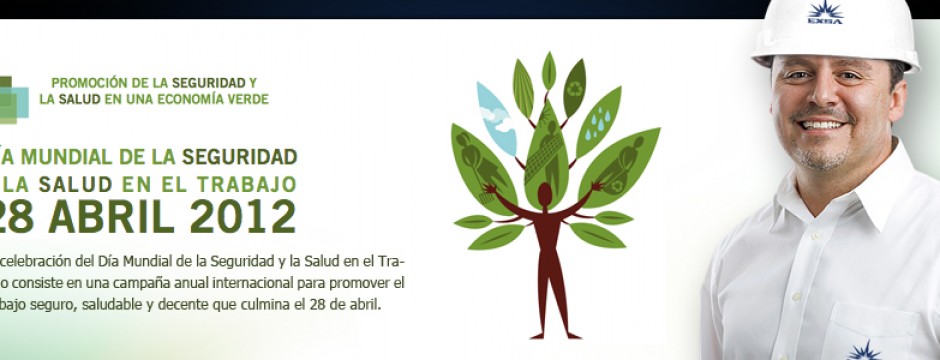 PROMOCIÓN DE LA SEGURIDAD Y
LA SALUD EN UNA ECONOMÍA VERDE
ÍA MUNDIAL DE LA SEGURIDAD
LA SALUD EN EL TRABAJO
28 ABRIL 2012
celebración del Día Mundial de la Seguridad y la Salud en el Tra-
o consiste en una campaña anual internacional para promover el
bajo seguro, saludable y decente que culmina el 28 de abril.
EXSA